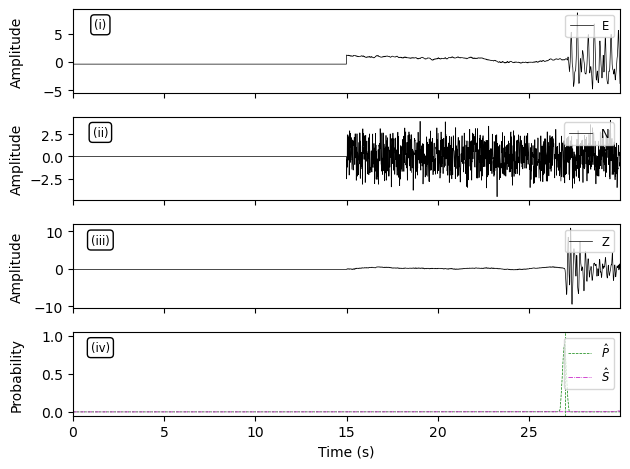 (i)
E
Amplitude
5
0
−5
(ii)
N
Amplitude
2.5
0.0
−2.5
(iii)
Z
Amplitude
10
0
−10
(iv)
P̂
Ŝ
Probability
1.0
0.5
0.0
0 5 10 15 20 25
Time (s)